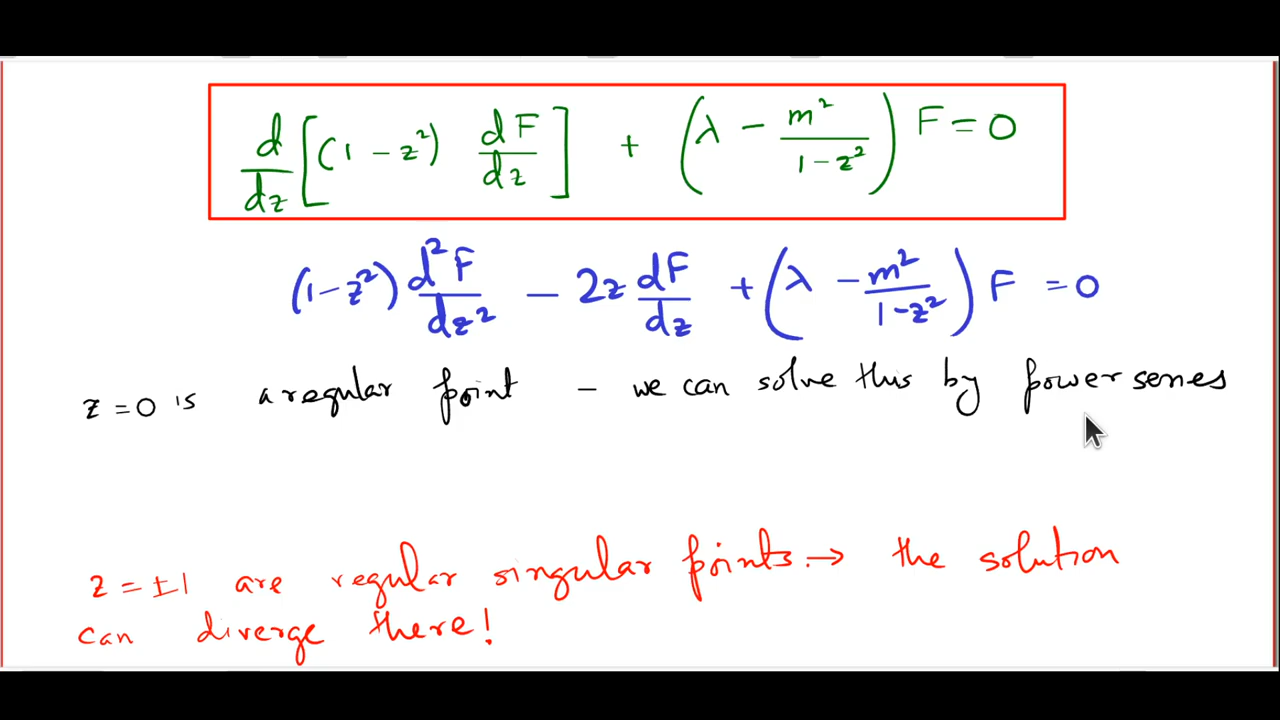 d/dz [(1 - z²) dF/dz] + (λ - m²/(1 - z²)) F = 0
(1 - z²) d²F/dz² - 2z dF/dz + (λ - m²/(1 - z²)) F = 0
z = 0 is a regular point - we can solve this by power series
z = ±1 are regular singular points. → the solution
can diverge there!